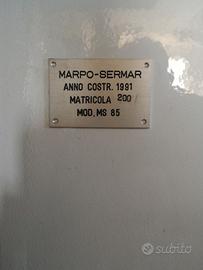 MARPO-SERMAR
ANNO COSTR. 1991
MATRICOLA 200
MOD. MS 85
subito